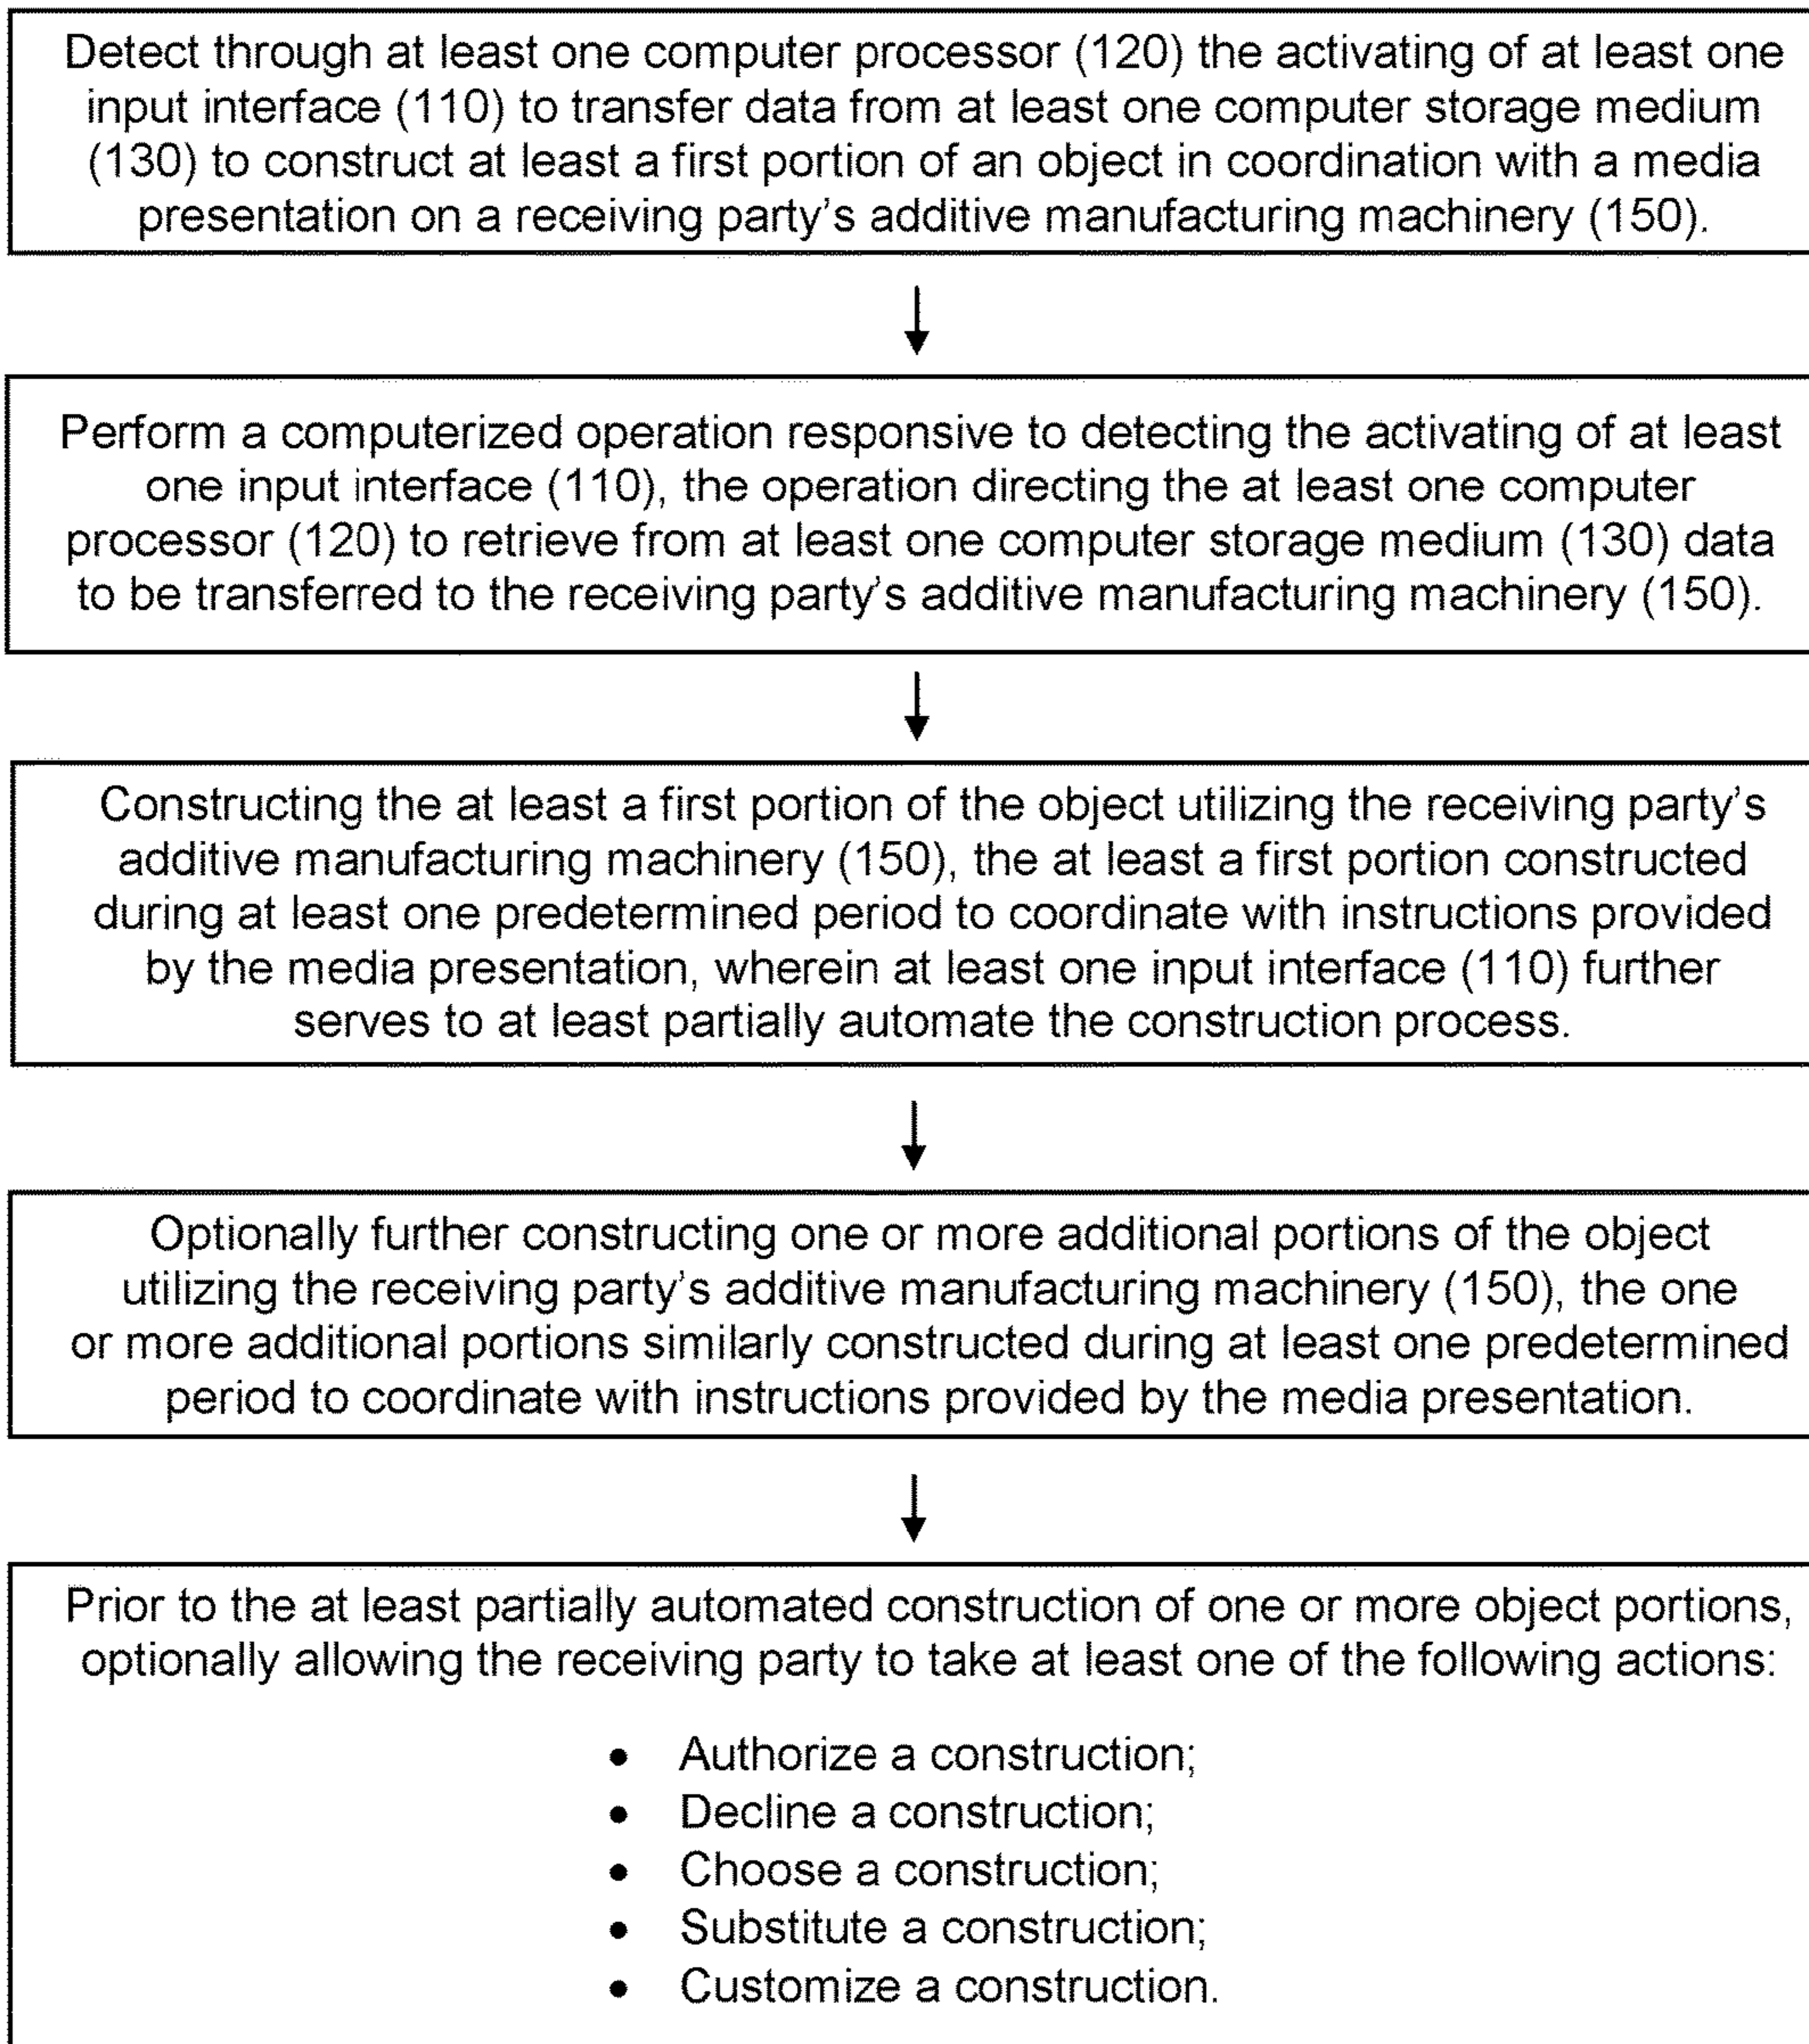 Detect through at least one computer processor (120) the activating of at least one
input interface (110) to transfer data from at least one computer storage medium
(130) to construct at least a first portion of an object in coordination with a media
presentation on a receiving party's additive manufacturing machinery (150).
Perform a computerized operation responsive to detecting the activating of at least
one input interface (110), the operation directing the at least one computer
processor (120) to retrieve from at least one computer storage medium (130) data
to be transferred to the receiving party's additive manufacturing machinery (150).
Constructing the at least a first portion of the object utilizing the receiving party's
additive manufacturing machinery (150), the at least a first portion constructed
during at least one predetermined period to coordinate with instructions provided
by the media presentation, wherein at least one input interface (110) further
serves to at least partially automate the construction process.
Optionally further constructing one or more additional portions of the object
utilizing the receiving party's additive manufacturing machinery (150), the one
or more additional portions similarly constructed during at least one predetermined
period to coordinate with instructions provided by the media presentation.
Prior to the at least partially automated construction of one or more object portions,
optionally allowing the receiving party to take at least one of the following actions:
• Authorize a construction;
• Decline a construction;
• Choose a construction;
• Substitute a construction;
• Customize a construction.